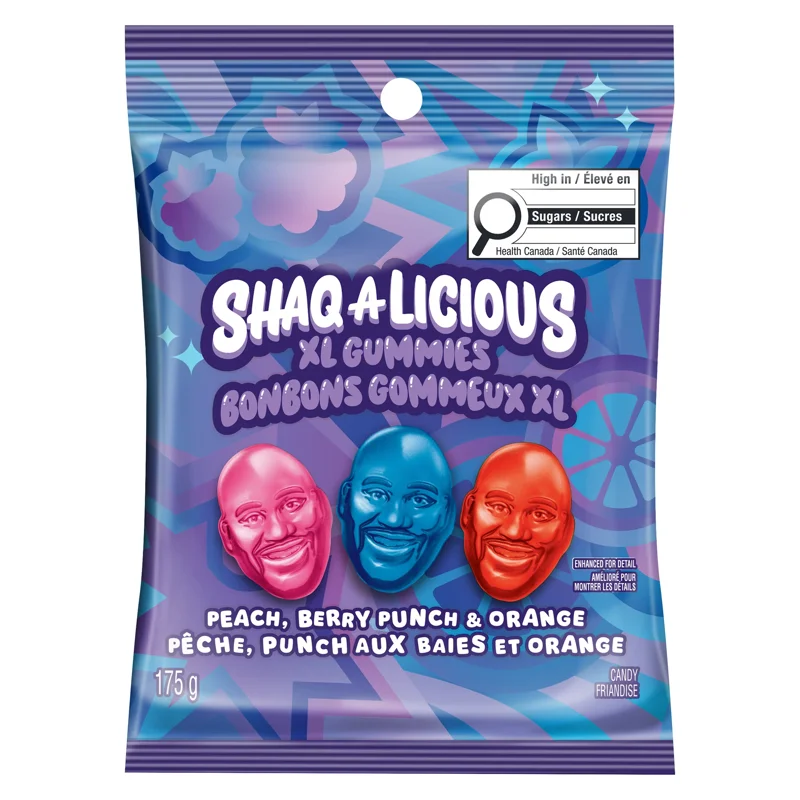 High in / Élevé en
Sugars / Sucres
Health Canada / Santé Canada
SHAQ A LICIOUS
XL GUMMIES
BONBONS GOMMEUX XL
ENHANCED FOR DETAIL
AMÉLIORÉ POUR
MONTRER LES DÉTAILS
PEACH, BERRY PUNCH & ORANGE
PÊCHE, PUNCH AUX BAIES ET ORANGE
175 g
CANDY
FRIANDISE